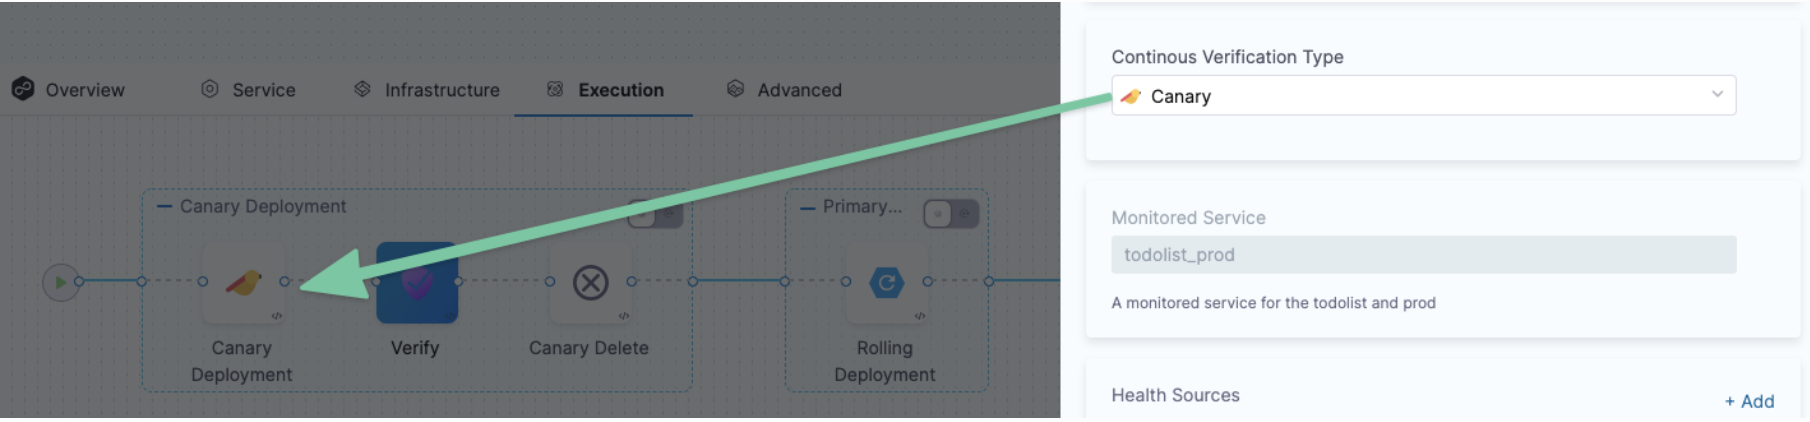 Overview
Service
Infrastructure
Execution
Advanced
Canary Deployment
Primary...
Canary
Deployment
Verify
Canary Delete
Rolling
Deployment
Continous Verification Type
Canary
Monitored Service
todolist_prod
A monitored service for the todolist and prod
Health Sources
+ Add